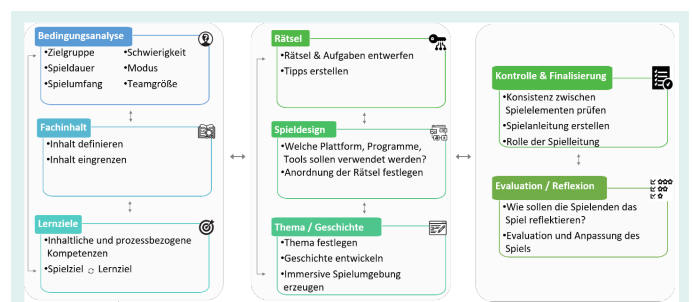 Bedingungsanalyse
•Zielgruppe
•Spieldauer
•Spielumfang
•Schwierigkeit
•Modus
•Teamgröße
Fachinhalt
•Inhalt definieren
•Inhalt eingrenzen
Lernziele
•Inhaltliche und prozessbezogene
Kompetenzen
•Spielziel Lernziel
Rätsel
•Rätsel & Aufgaben entwerfen
•Tipps erstellen
Spieldesign
•Welche Plattform, Programme,
Tools sollen verwendet werden?
•Anordnung der Rätsel festlegen
Thema / Geschichte
•Thema festlegen
•Geschichte entwickeln
•Immersive Spielumgebung
erzeugen
Kontrolle & Finalisierung
•Konsistenz zwischen
Spielelementen prüfen
•Spielanleitung erstellen
•Rolle der Spielleitung
Evaluation / Reflexion
•Wie sollen die Spielenden das
Spiel reflektieren?
•Evaluation und Anpassung des
Spiels